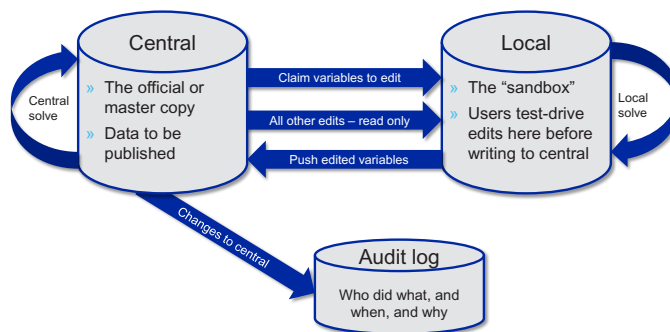 Central
» The official or
master copy
» Data to be
published
Central
solve
Claim variables to edit
All other edits – read only
Push edited variables
Local
» The “sandbox”
» Users test-drive
edits here before
writing to central
Local
solve
Changes to central
Audit log
Who did what, and
when, and why